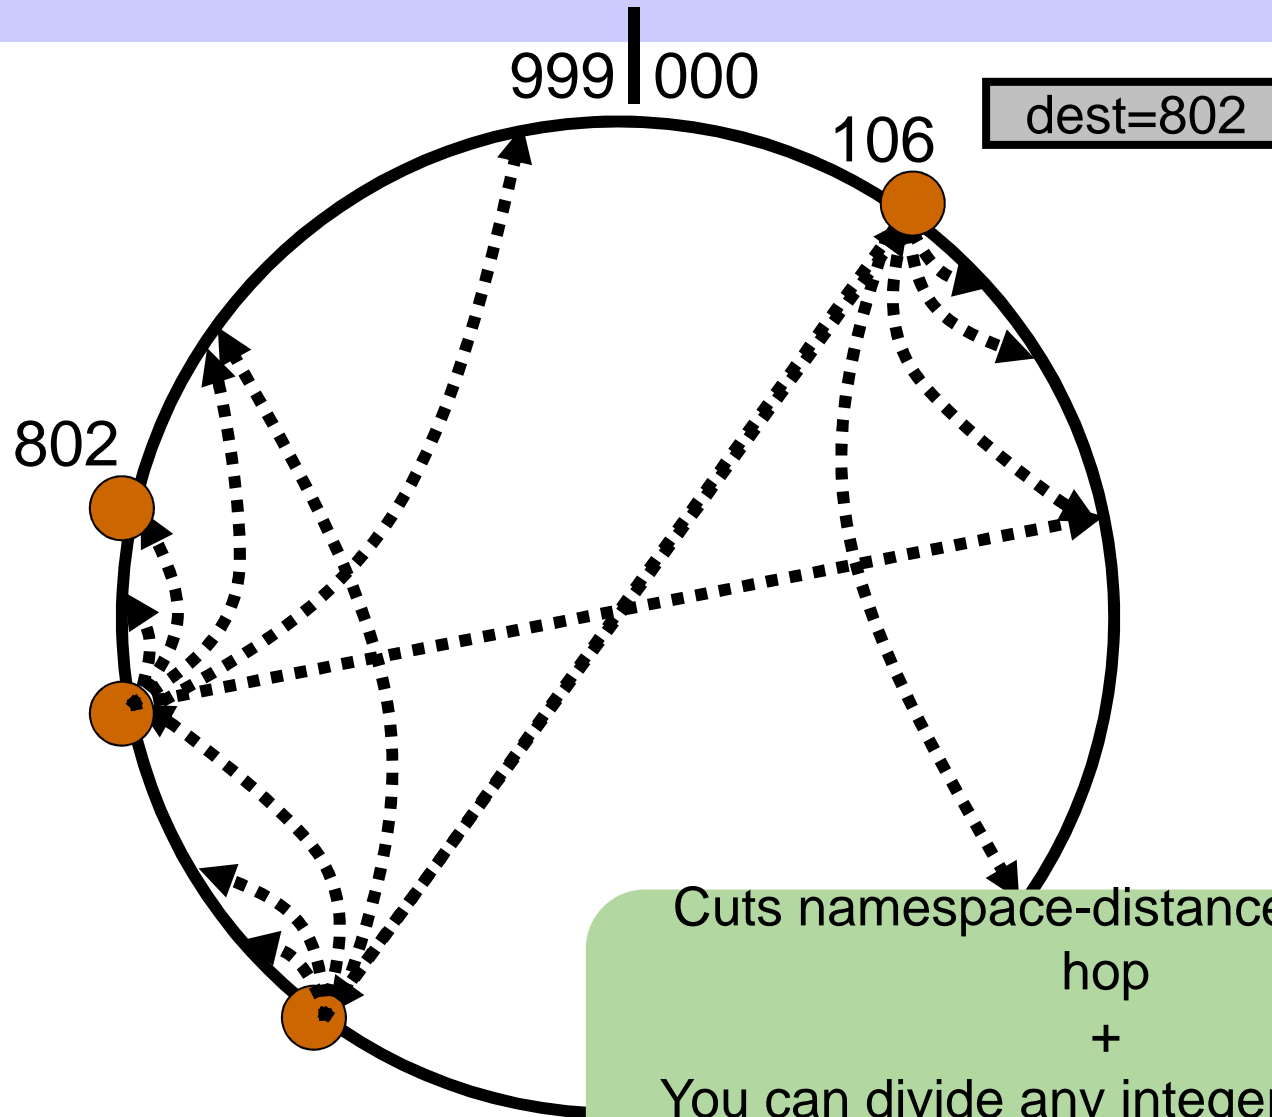 999 000
106
dest=802
802
Cuts namespace-distance
hop
+
You can divide any integer